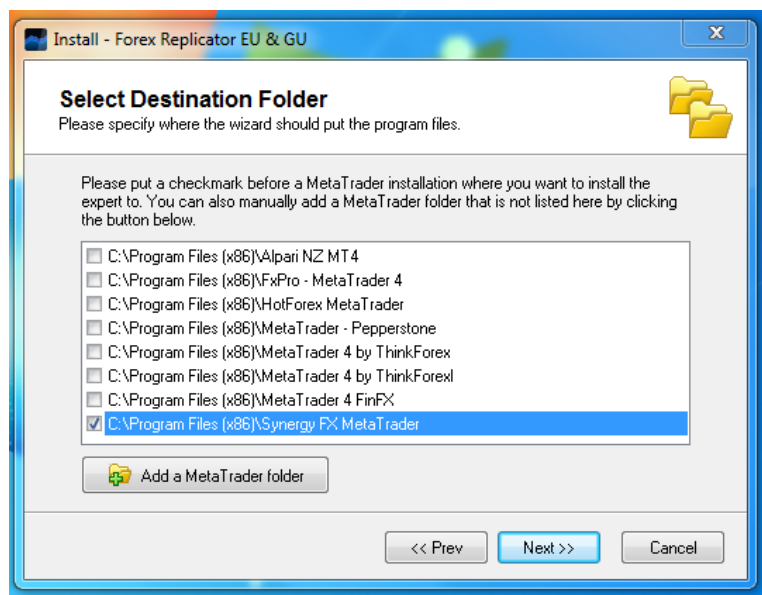 Install - Forex Replicator EU & GU
Select Destination Folder
Please specify where the wizard should put the program files.
Please put a checkmark before a MetaTrader installation where you want to install the
expert to. You can also manually add a MetaTrader folder that is not listed here by clicking
the button below.
C:\Program Files (x86)\Alpari NZ MT4
C:\Program Files (x86)\FxPro - MetaTrader 4
C:\Program Files (x86)\HotForex MetaTrader
C:\Program Files (x86)\MetaTrader - Pepperstone
C:\Program Files (x86)\MetaTrader 4 by ThinkForex
C:\Program Files (x86)\MetaTrader 4 by ThinkForexl
C:\Program Files (x86)\MetaTrader 4 FinFX
C:\Program Files (x86)\Synergy FX MetaTrader
Add a MetaTrader folder
<< Prev
Next >>
Cancel